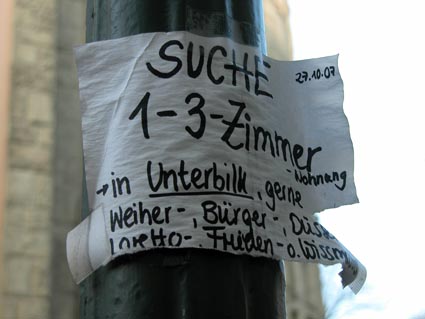 SUCHE
27.10.07
1-3-Zimmer
-Wohnung
→ in Unterbilk, gerne
Weiher-, Bürger-, Düss
Loretto-, Frieden- o. Wissm